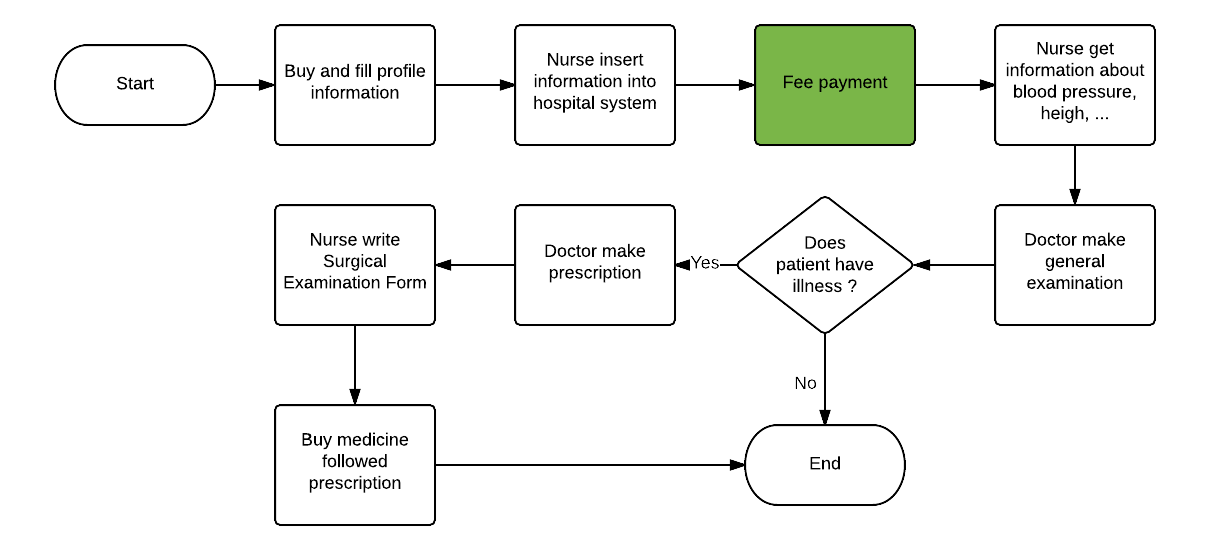 Start
Buy and fill profile
information
Nurse insert
information into
hospital system
Fee payment
Nurse get
information about
blood pressure,
heigh, ...
Doctor make
general
examination
Does
patient have
illness ?
Yes
Doctor make
prescription
Nurse write
Surgical
Examination Form
No
Buy medicine
followed
prescription
End